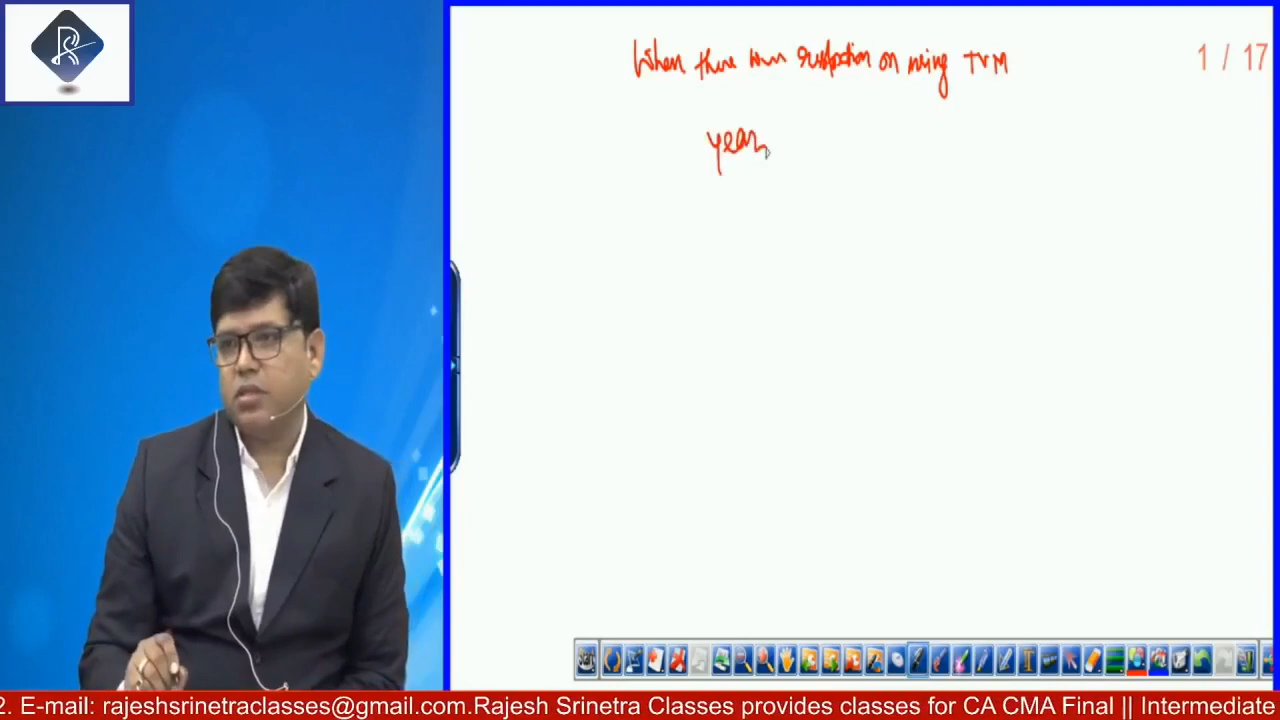 When there was restriction on using TVM
1 / 17
year
2. E-mail: rajeshsrinetraclasses@gmail.com.Rajesh Srinetra Classes provides classes for CA CMA Final || Intermediate